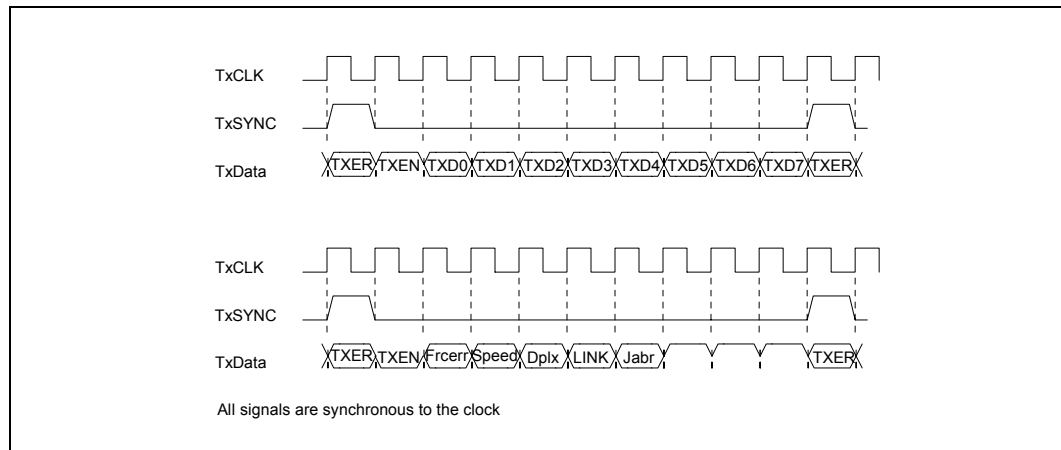 TxCLK
TxSYNC
TxData TXER TXEN TXD0 TXD1 TXD2 TXD3 TXD4 TXD5 TXD6 TXD7 TXER
TxCLK
TxSYNC
TxData TXER TXEN Frcerr Speed Dplx LINK Jabr TXER
All signals are synchronous to the clock